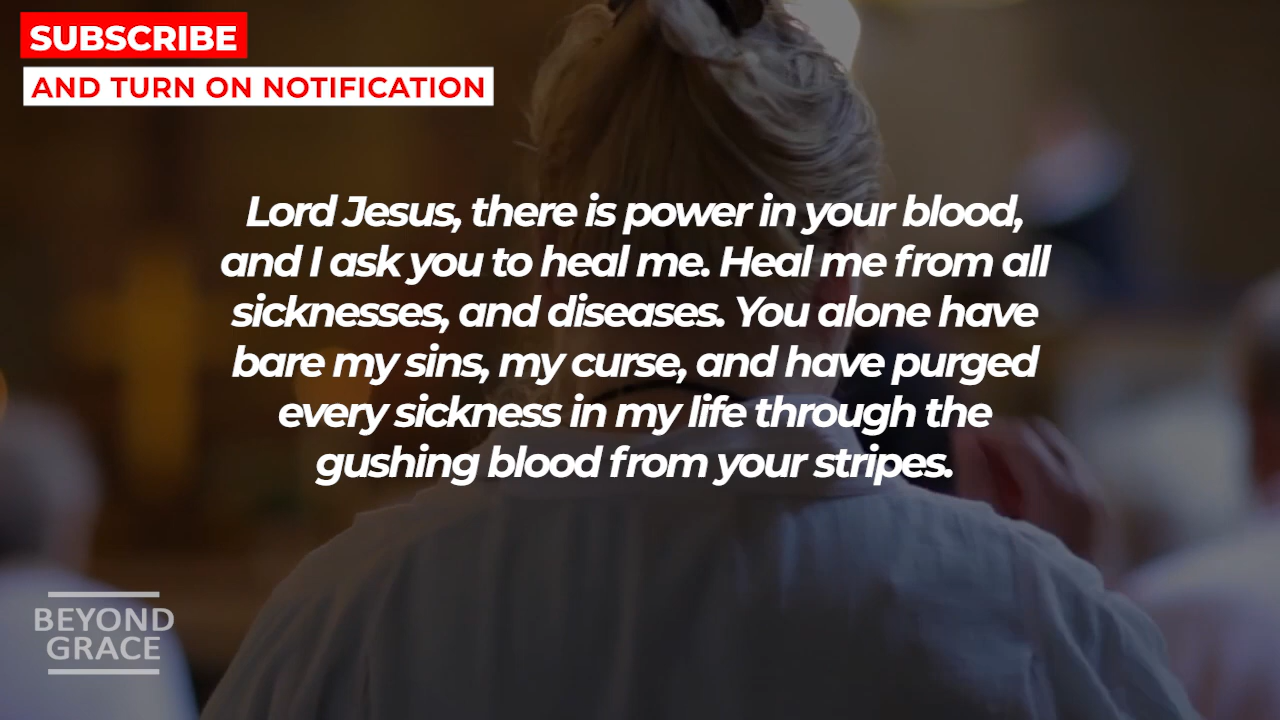 SUBSCRIBE
AND TURN ON NOTIFICATION
Lord Jesus, there is power in your blood,
and I ask you to heal me. Heal me from all
sicknesses, and diseases. You alone have
bare my sins, my curse, and have purged
every sickness in my life through the
gushing blood from your stripes.
BEYOND
GRACE